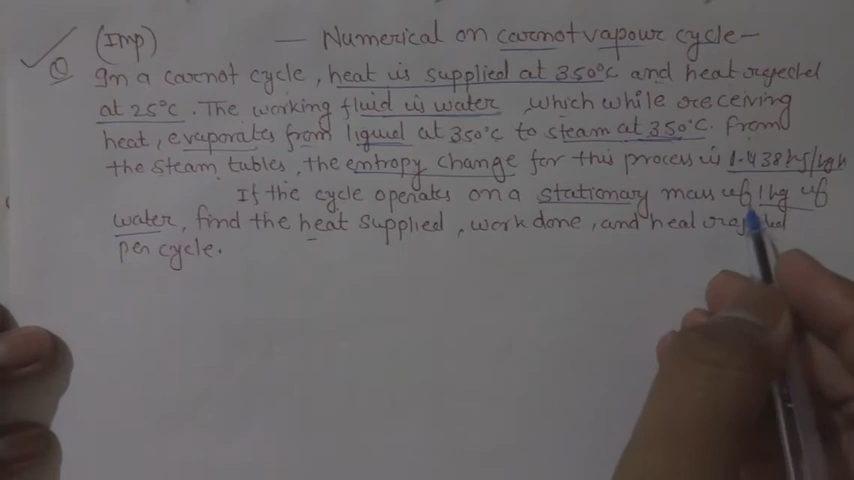 (Imp) — Numerical on carnot vapour cycle —
Q In a carnot cycle, heat is supplied at 350°C and heat rejected
at 25°C. The working fluid is water, which while receiving
heat, evaporates from liquid at 350°C to steam at 350°C. From
the steam tables, the entropy change for this process is 1.438
If the cycle operates on a stationary mass of 1kg of
water, find the heat supplied, work done, and heat
per cycle.